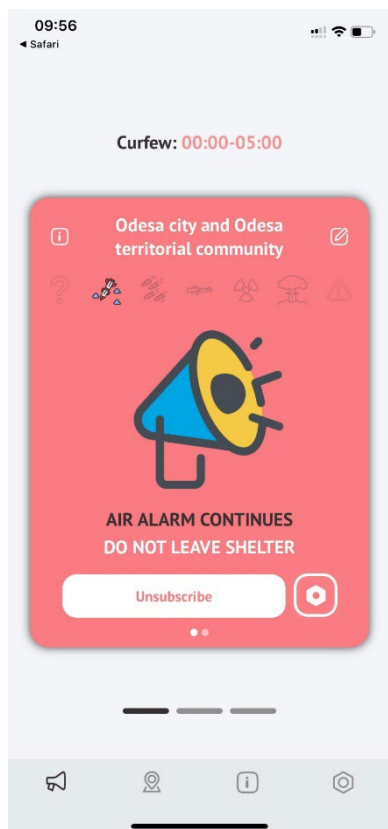 09:56
◀ Safari
Curfew: 00:00-05:00
Odesa city and Odesa
territorial community
AIR ALARM CONTINUES
DO NOT LEAVE SHELTER
Unsubscribe